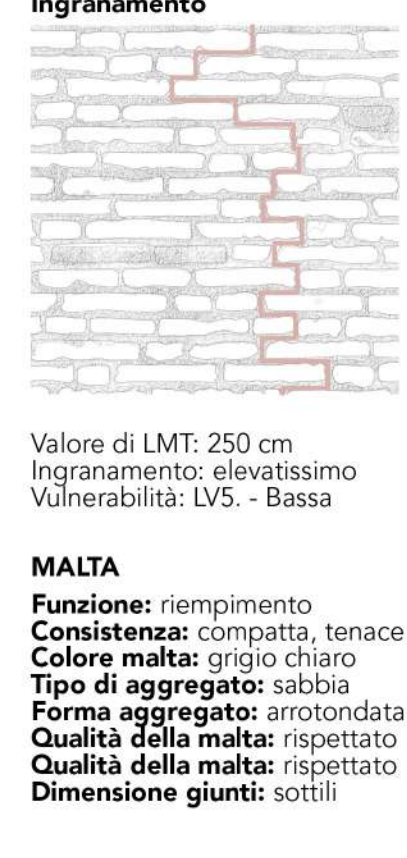 Ingranamento
Valore di LMT: 250 cm
Ingranamento: elevatissimo
Vulnerabilità: LV5. - Bassa
MALTA
Funzione: riempimento
Consistenza: compatta, tenace
Colore malta: grigio chiaro
Tipo di aggregato: sabbia
Forma aggregato: arrotondata
Qualità della malta: rispettato
Qualità della malta: rispettato
Dimensione giunti: sottili